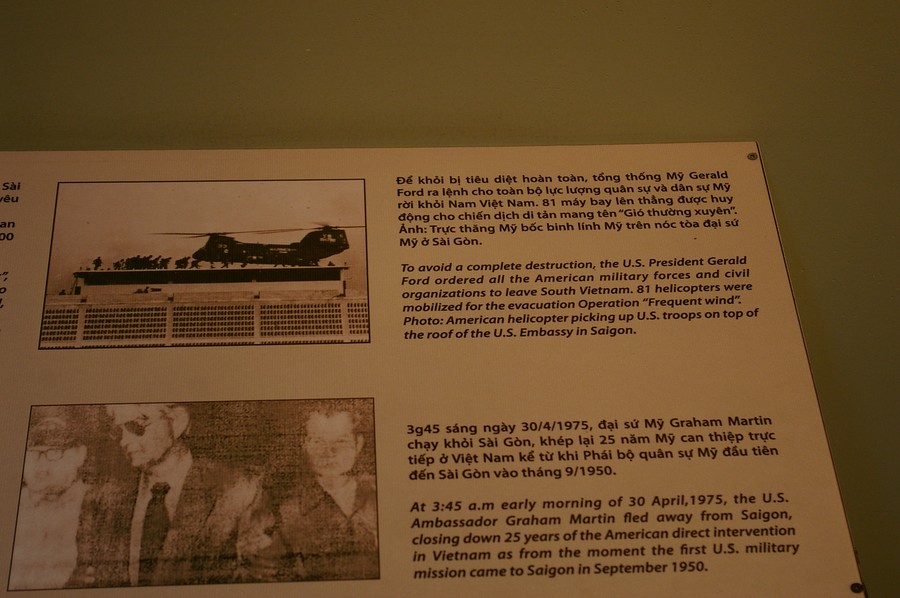 Sài
Để khỏi bị tiêu diệt hoàn toàn, tổng thống Mỹ Gerald
Ford ra lệnh cho toàn bộ lực lượng quân sự và dân sự Mỹ
rời khỏi Nam Việt Nam. 81 máy bay lên thẳng được huy
động cho chiến dịch di tản mang tên “Gió thường xuyên”.
Ảnh: Trực thăng Mỹ bốc binh lính Mỹ trên nóc tòa đại sứ
Mỹ ở Sài Gòn.
To avoid a complete destruction, the U.S. President Gerald
Ford ordered all the American military forces and civil
organizations to leave South Vietnam. 81 helicopters were
mobilized for the evacuation Operation “Frequent wind”.
Photo: American helicopter picking up U.S. troops on top of
the roof of the U.S. Embassy in Saigon.
3g45 sáng ngày 30/4/1975, đại sứ Mỹ Graham Martin
chạy khỏi Sài Gòn, khép lại 25 năm Mỹ can thiệp trực
tiếp ở Việt Nam kể từ khi Phái bộ quân sự Mỹ đầu tiên
đến Sài Gòn vào tháng 9/1950.
At 3:45 a.m early morning of 30 April,1975, the U.S.
Ambassador Graham Martin fled away from Saigon,
closing down 25 years of the American direct intervention
in Vietnam as from the moment the first U.S. military
mission came to Saigon in September 1950.